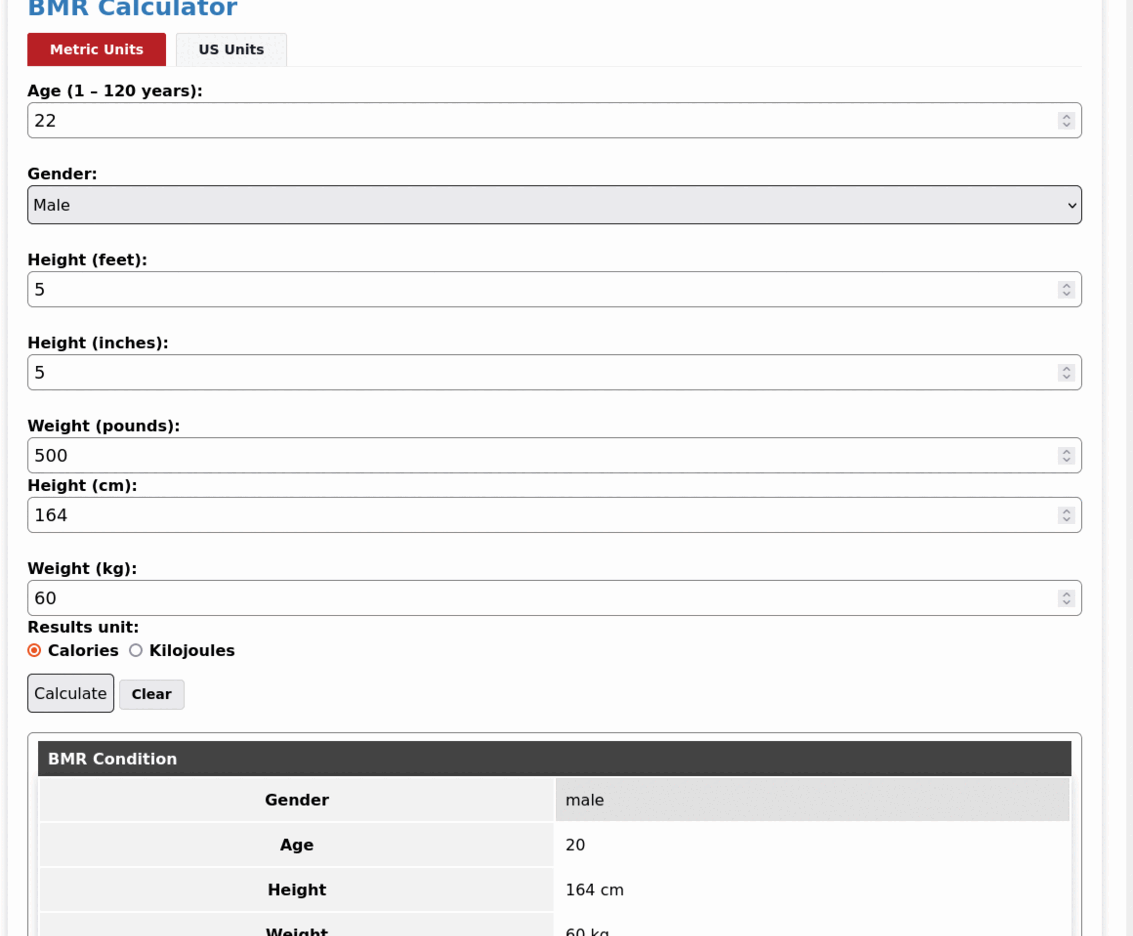 BMR Calculator
Metric Units US Units
Age (1 – 120 years):
22
Gender:
Male
Height (feet):
5
Height (inches):
5
Weight (pounds):
500
Height (cm):
164
Weight (kg):
60
Results unit:
Calories Kilojoules
Calculate Clear
BMR Condition
Gender male
Age 20
Height 164 cm
Weight 60 kg